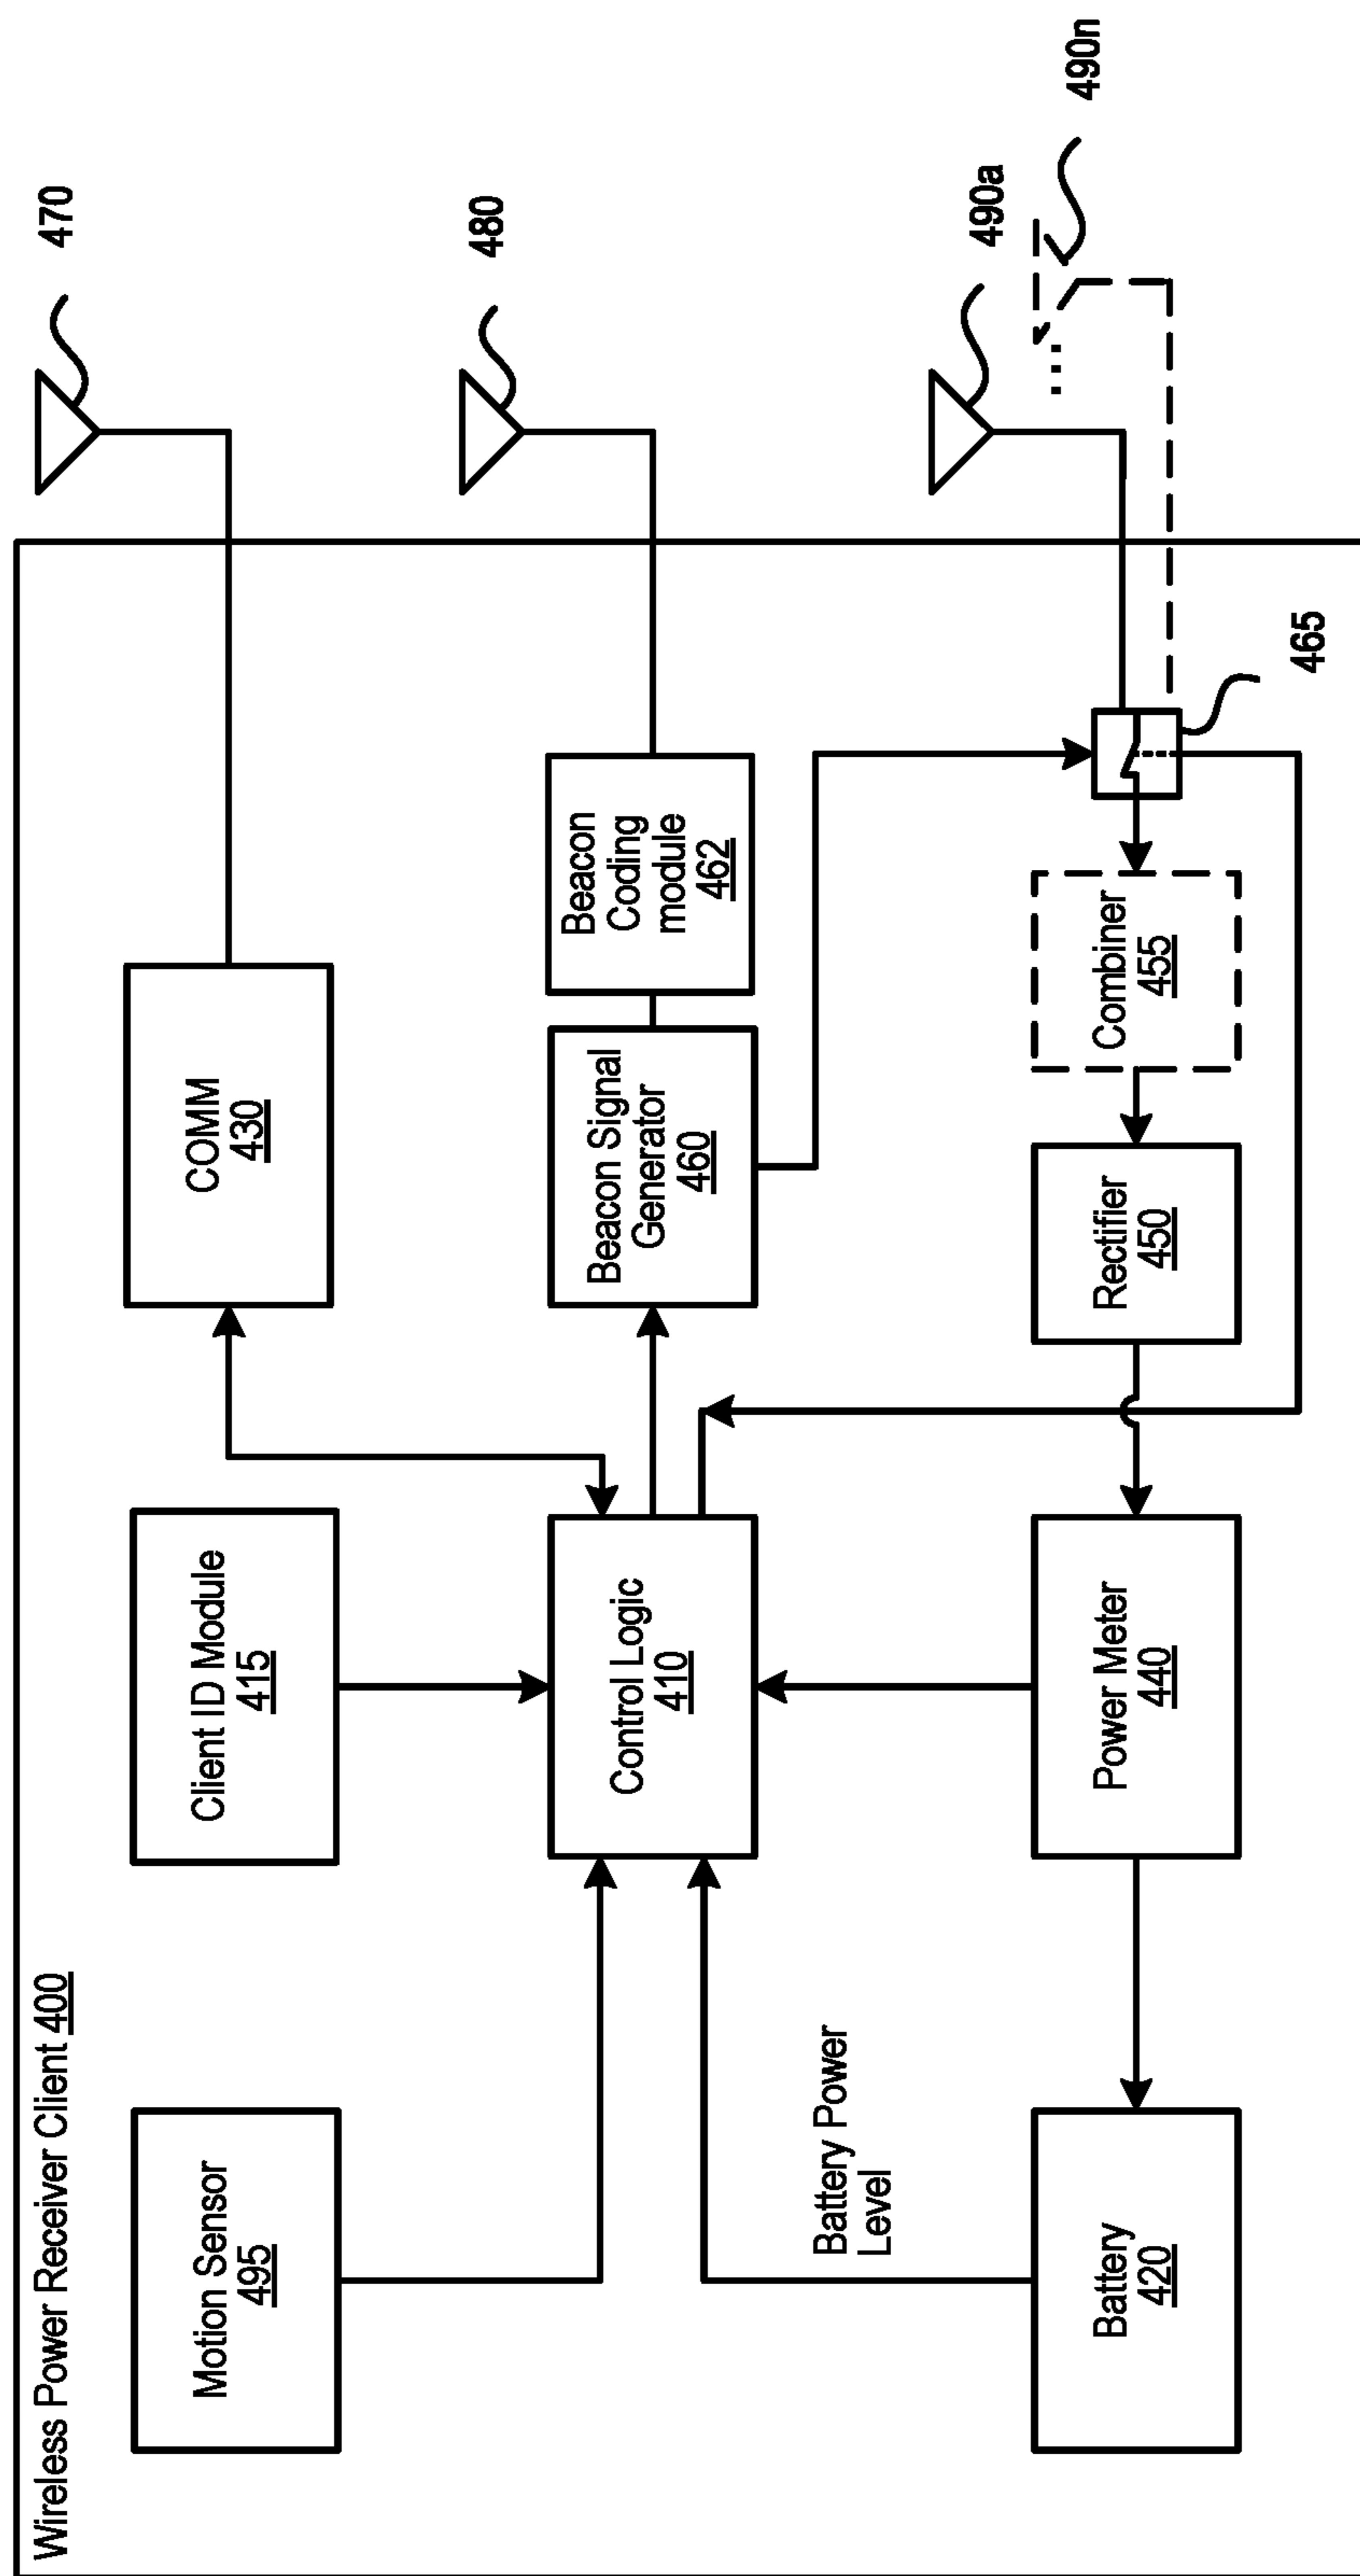 Wireless Power Receiver Client 400
Motion Sensor
495
Client ID Module
415
COMM
430
470
Control Logic
410
Beacon Signal
Generator
460
Beacon
Coding
module
462
480
Battery Power
Level
Battery
420
Power Meter
440
Rectifier
450
Combiner
455
465
490a
...
490n